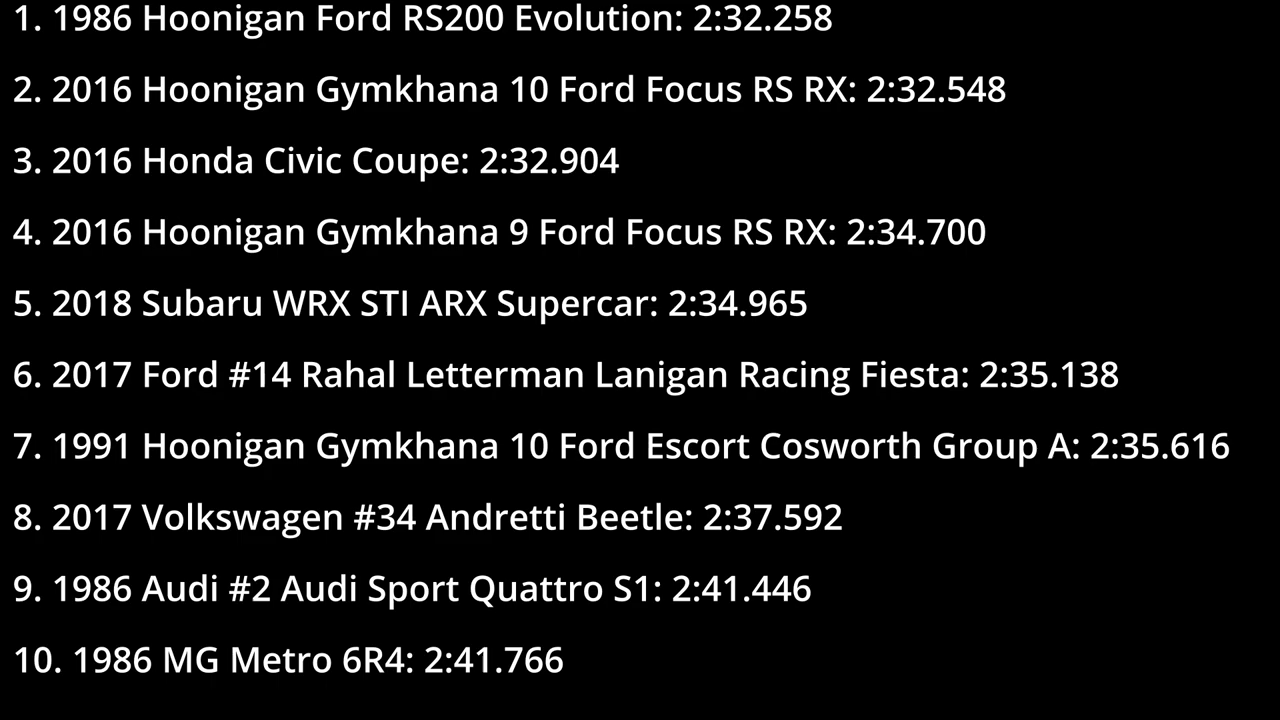 1. 1986 Hoonigan Ford RS200 Evolution: 2:32.258
2. 2016 Hoonigan Gymkhana 10 Ford Focus RS RX: 2:32.548
3. 2016 Honda Civic Coupe: 2:32.904
4. 2016 Hoonigan Gymkhana 9 Ford Focus RS RX: 2:34.700
5. 2018 Subaru WRX STI ARX Supercar: 2:34.965
6. 2017 Ford #14 Rahal Letterman Lanigan Racing Fiesta: 2:35.138
7. 1991 Hoonigan Gymkhana 10 Ford Escort Cosworth Group A: 2:35.616
8. 2017 Volkswagen #34 Andretti Beetle: 2:37.592
9. 1986 Audi #2 Audi Sport Quattro S1: 2:41.446
10. 1986 MG Metro 6R4: 2:41.766